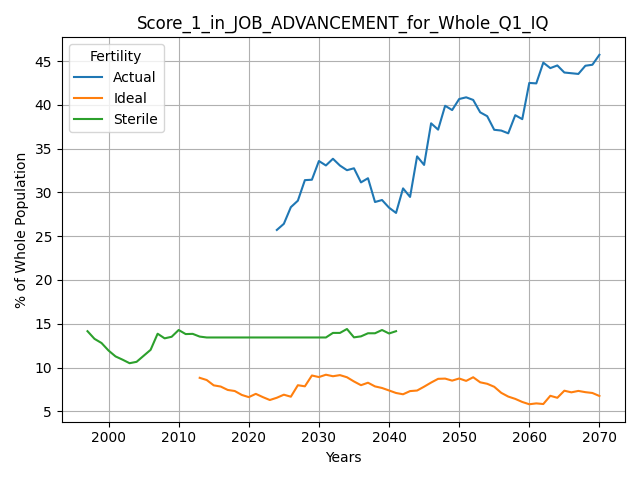 Score_1_in_JOB_ADVANCEMENT_for_Whole_Q1_IQ
Fertility
Actual
Ideal
Sterile
% of Whole Population
45
40
35
30
25
20
15
10
5
2000 2010 2020 2030 2040 2050 2060 2070
Years